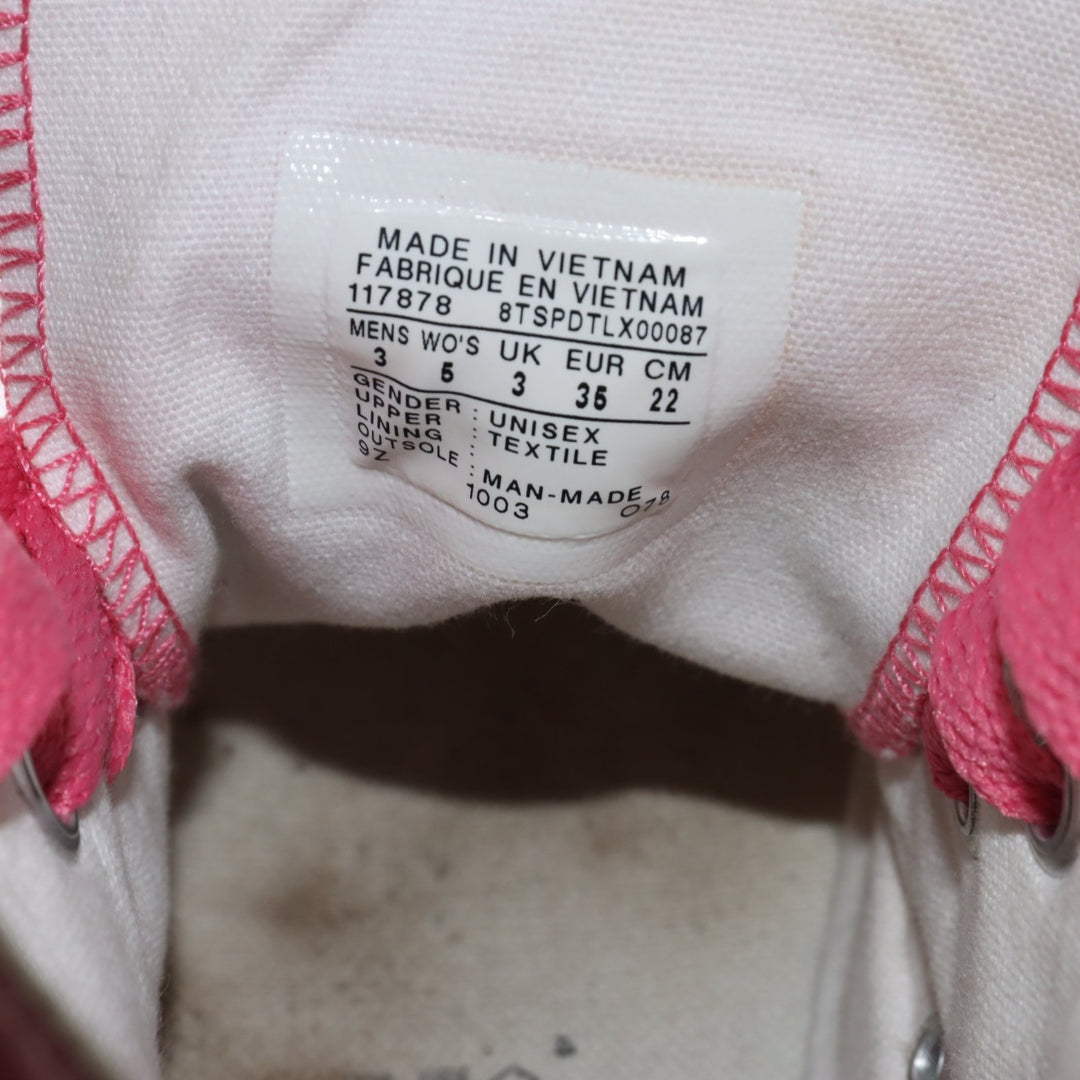 MADE IN VIETNAM
FABRIQUE EN VIETNAM
117878 8TSPDTLX00087
MENS WO'S UK EUR CM
3 5 3 35 22
GENDER : UNISEX
UPPER : TEXTILE
LINING :
OUTSOLE : MAN-MADE
9Z 1003 078